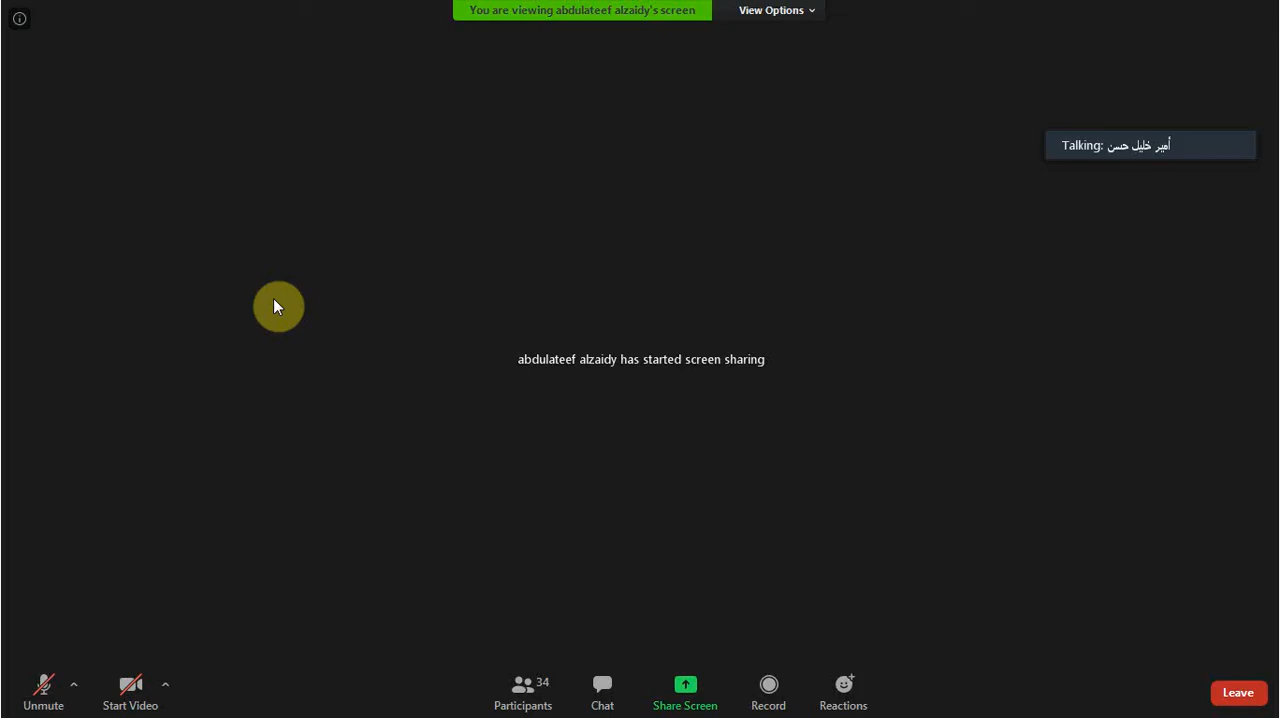 You are viewing abdulateef alzaidy's screen
View Options
Talking: أمير خليل حسن
abdulateef alzaidy has started screen sharing
Unmute
Start Video
34
Participants
Chat
Share Screen
Record
Reactions
Leave